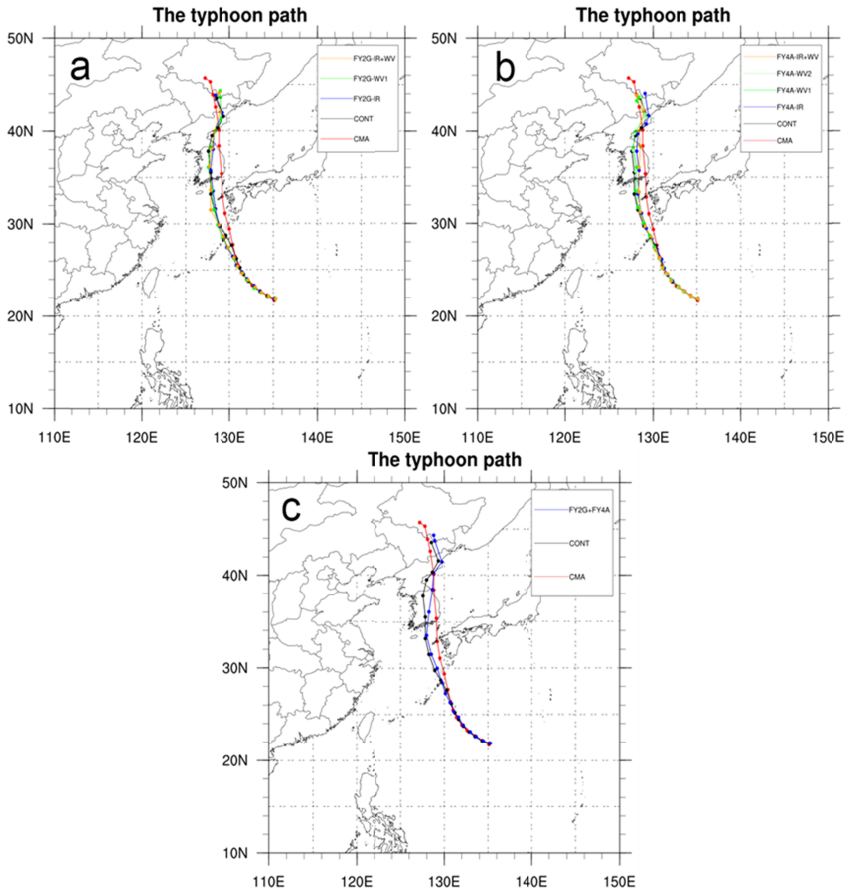 The typhoon path
The typhoon path
50N
a
FY2G-IR+WV
FY2G-WV1
FY2G-IR
CONT
CMA
40N
30N
20N
10N
110E
120E
130E
140E
150E
50N
b
FY4A-IR+WV
FY4A-WV2
FY4A-WV1
FY4A-IR
CONT
CMA
40N
30N
20N
10N
110E
120E
130E
140E
150E
The typhoon path
50N
c
FY2G+FY4A
CONT
CMA
40N
30N
20N
10N
110E
120E
130E
140E
150E